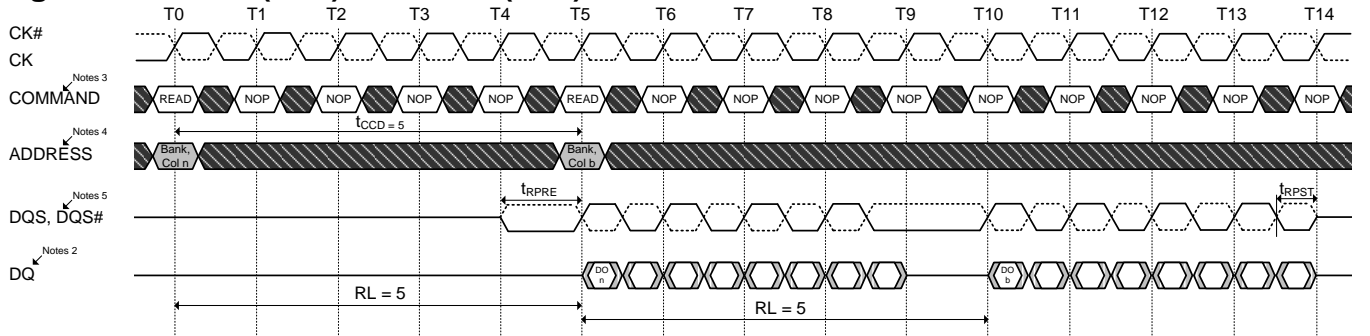 T0 T1 T2 T3 T4 T5 T6 T7 T8 T9 T10 T11 T12 T13 T14
CK#
CK
Notes 3
COMMAND READ NOP NOP NOP NOP READ NOP NOP NOP NOP NOP NOP NOP NOP NOP
tCCD = 5
Notes 4
ADDRESS Bank, Col n Bank, Col b
tRPRE tRPST
Notes 5
DQS, DQS#
Notes 2
DQ DO n DO b
RL = 5
RL = 5